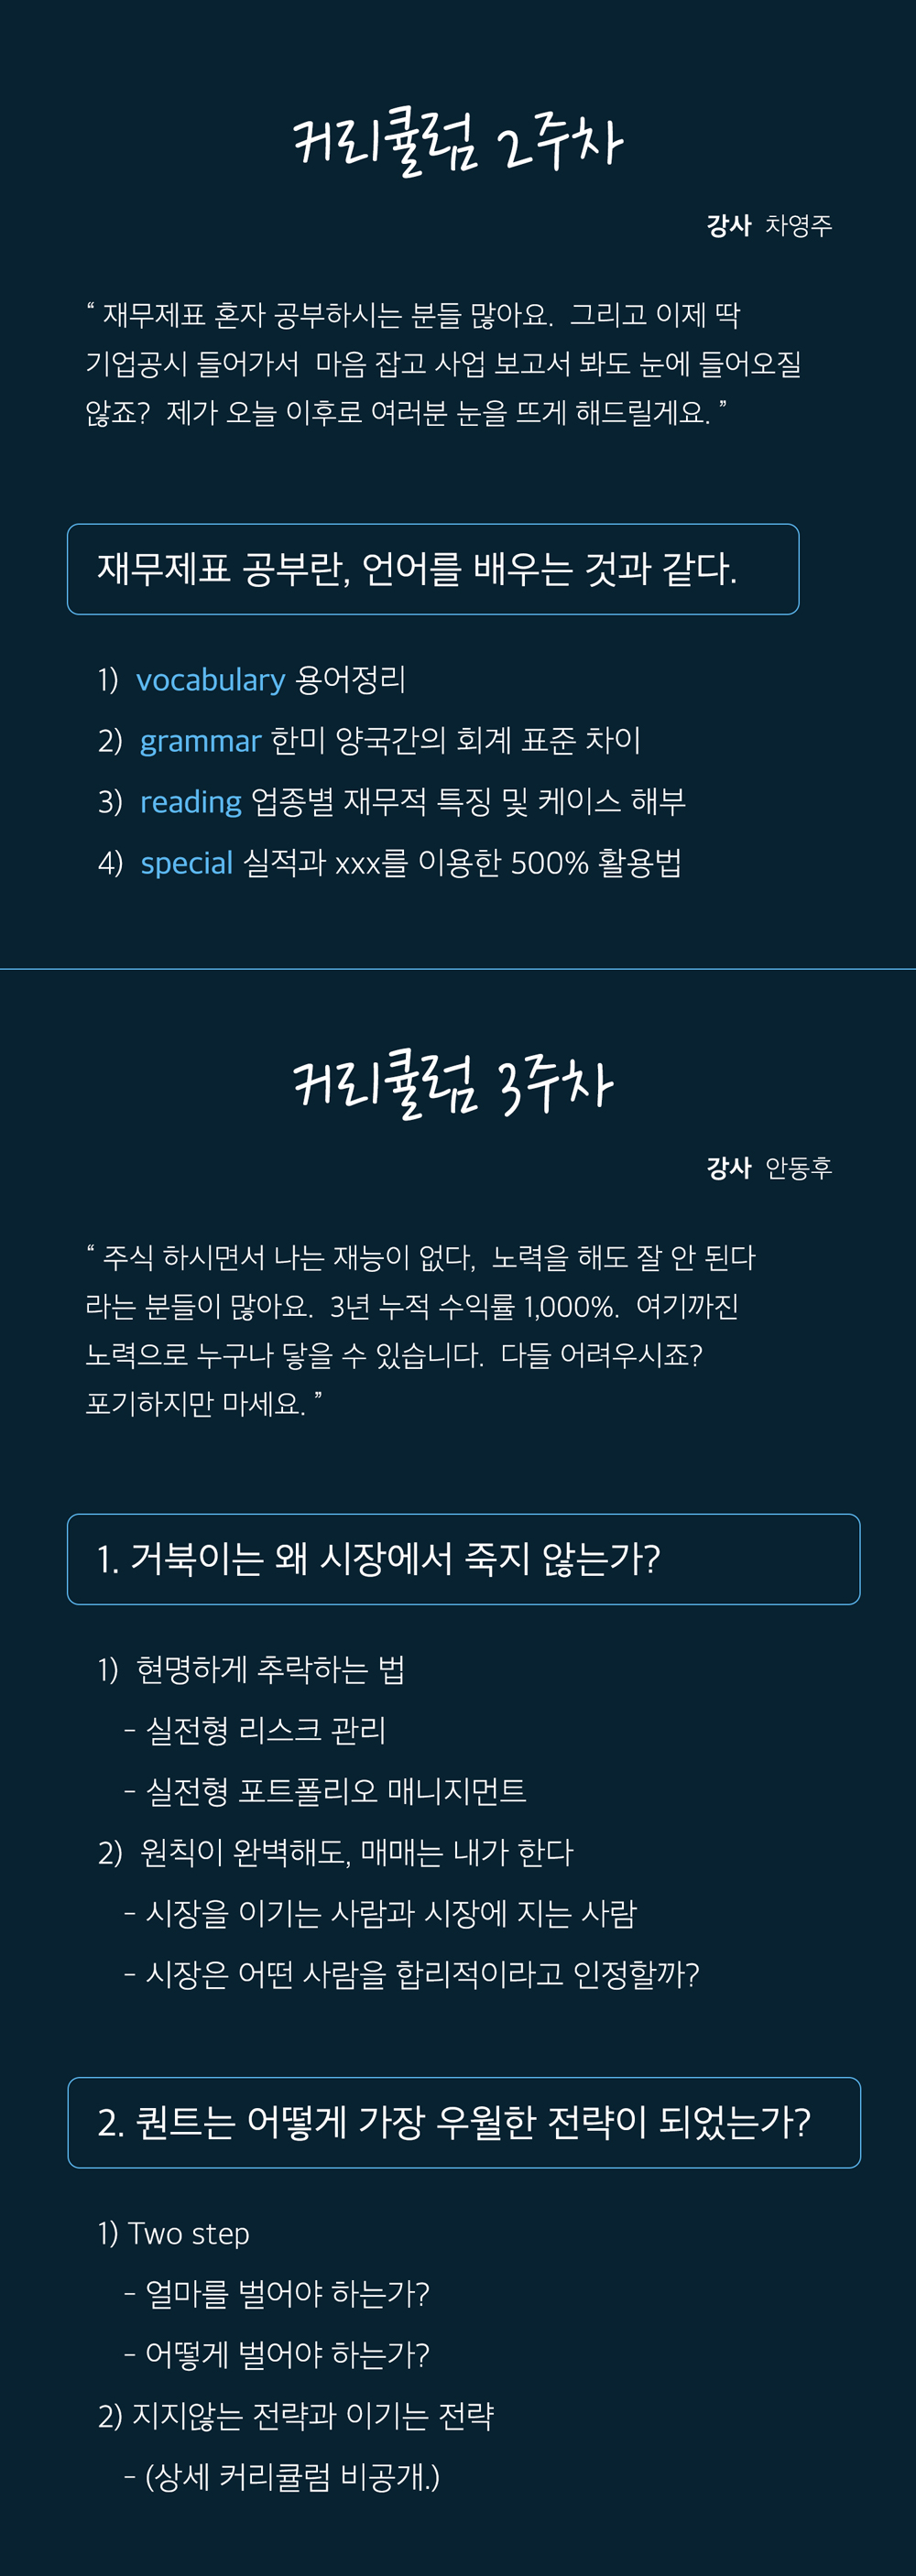 커리큘럼 2주차
강사 차영주
“ 재무제표 혼자 공부하시는 분들 많아요. 그리고 이제 딱
기업공시 들어가서 마음 잡고 사업 보고서 봐도 눈에 들어오질
않죠? 제가 오늘 이후로 여러분 눈을 뜨게 해드릴게요. ”
재무제표 공부란, 언어를 배우는 것과 같다.
1) vocabulary 용어정리
2) grammar 한미 양국간의 회계 표준 차이
3) reading 업종별 재무적 특징 및 케이스 해부
4) special 실적과 xxx를 이용한 500% 활용법
커리큘럼 3주차
강사 안동후
“ 주식 하시면서 나는 재능이 없다, 노력을 해도 잘 안 된다
라는 분들이 많아요. 3년 누적 수익률 1,000%. 여기까진
노력으로 누구나 닿을 수 있습니다. 다들 어려우시죠?
포기하지만 마세요. ”
1. 거북이는 왜 시장에서 죽지 않는가?
1) 현명하게 추락하는 법
- 실전형 리스크 관리
- 실전형 포트폴리오 매니지먼트
2) 원칙이 완벽해도, 매매는 내가 한다
- 시장을 이기는 사람과 시장에 지는 사람
- 시장은 어떤 사람을 합리적이라고 인정할까?
2. 퀀트는 어떻게 가장 우월한 전략이 되었는가?
1) Two step
- 얼마를 벌어야 하는가?
- 어떻게 벌어야 하는가?
2) 지지않는 전략과 이기는 전략
- (상세 커리큘럼 비공개.)